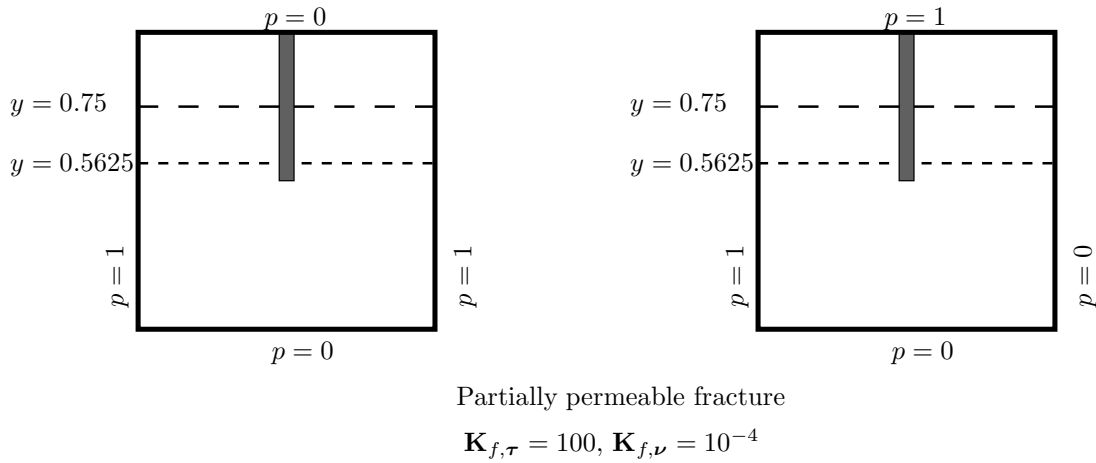 p = 0
p = 1
y = 0.75
y = 0.75
y = 0.5625
y = 0.5625
p = 1
p = 1
p = 1
p = 0
p = 0
p = 0
Partially permeable fracture
K_{f,τ} = 100, K_{f,ν} = 10^{−4}